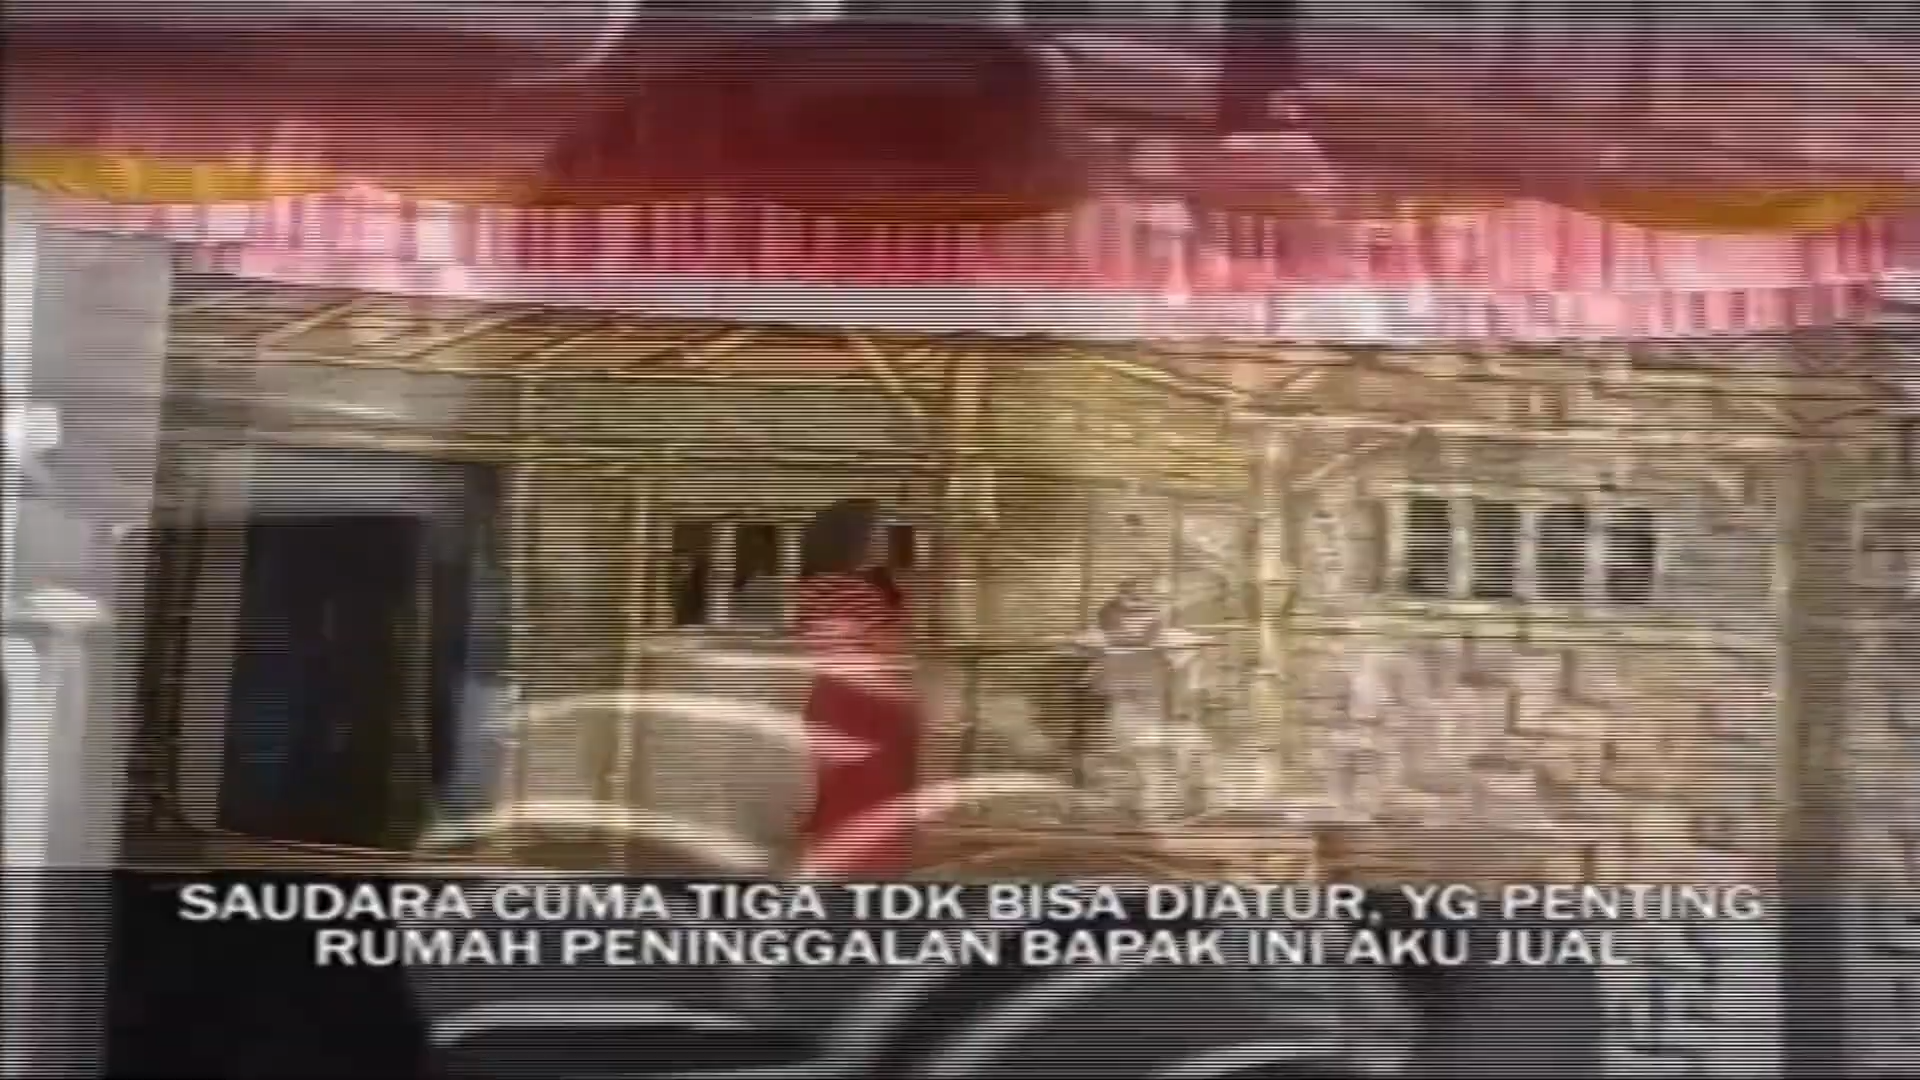 SAUDARA CUMA TIGA TDK BISA DIATUR, YG PENTING
RUMAH PENINGGALAN BAPAK INI AKU JUAL